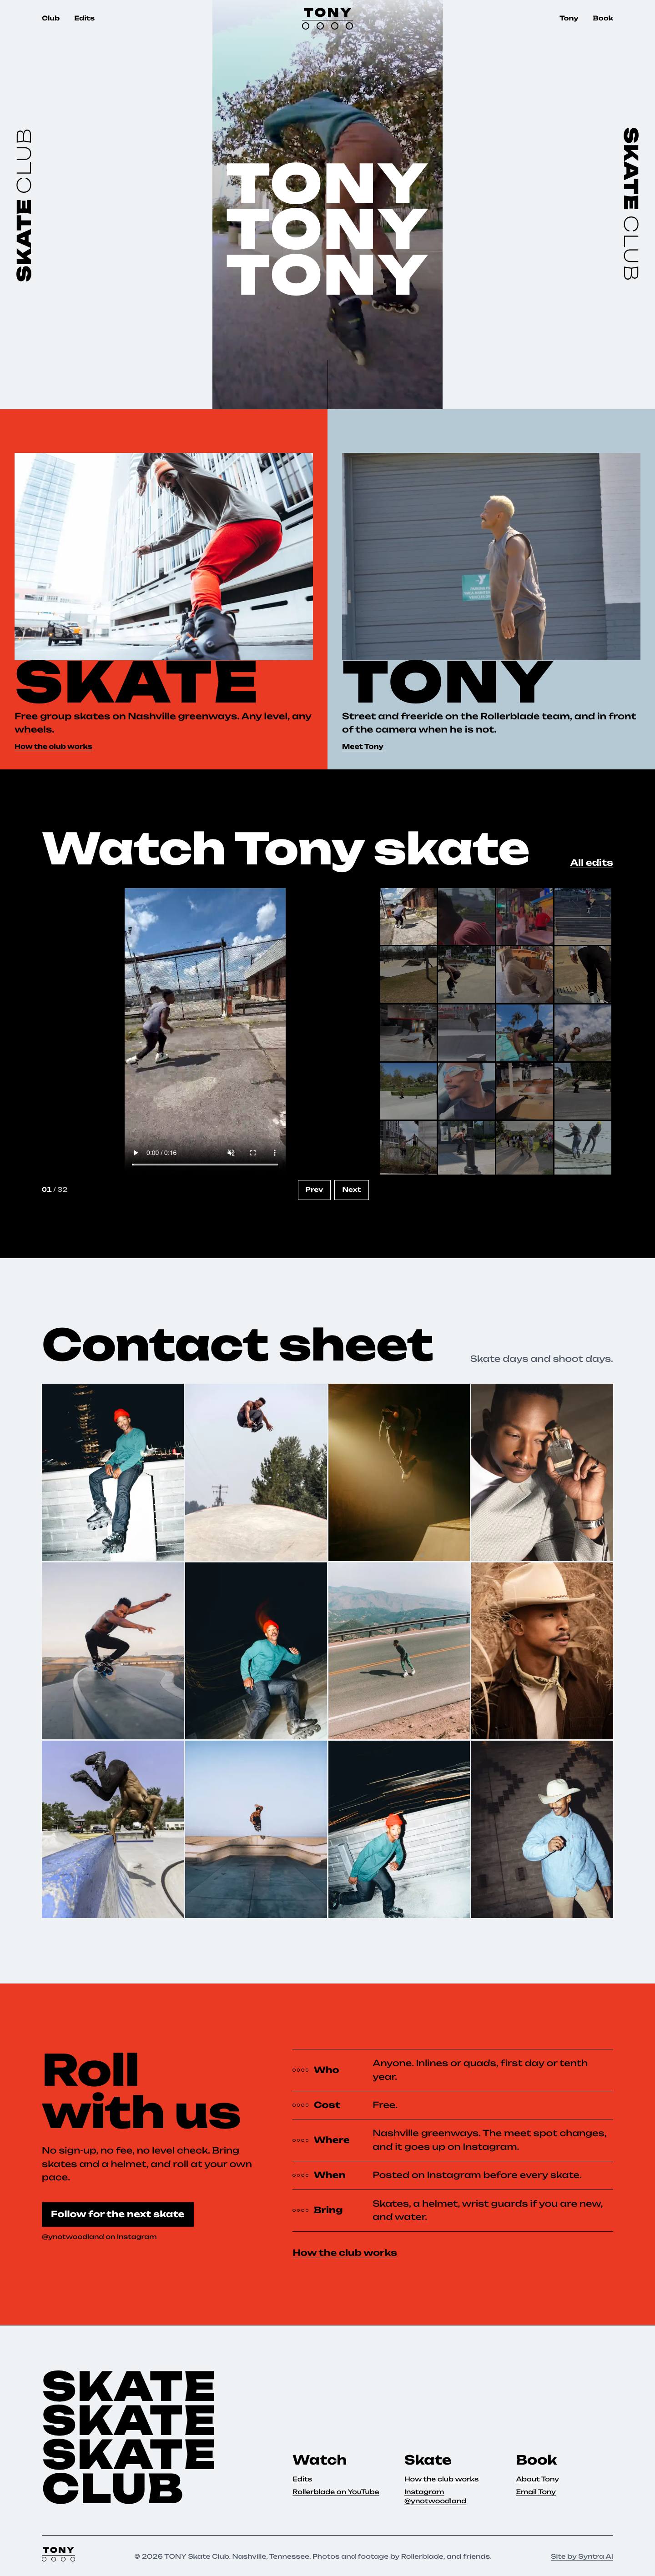 Club Edits TONY Tony Book
SKATE CLUB
SKATE CLUB
TONY
TONY
TONY
SKATE
Free group skates on Nashville greenways. Any level, any
wheels.
How the club works
TONY
Street and freeride on the Rollerblade team, and in front
of the camera when he is not.
Meet Tony
Watch Tony skate
All edits
0:00 / 0:16
01 / 32
Prev Next
Contact sheet
Skate days and shoot days.
Roll
with us
No sign-up, no fee, no level check. Bring
skates and a helmet, and roll at your own
pace.
Follow for the next skate
@ynotwoodland on Instagram
Who Anyone. Inlines or quads, first day or tenth
year.
Cost Free.
Where Nashville greenways. The meet spot changes,
and it goes up on Instagram.
When Posted on Instagram before every skate.
Bring Skates, a helmet, wrist guards if you are new,
and water.
How the club works
SKATE
SKATE
SKATE
CLUB
Watch
Edits
Rollerblade on YouTube
Skate
How the club works
Instagram
@ynotwoodland
Book
About Tony
Email Tony
TONY
© 2026 TONY Skate Club. Nashville, Tennessee. Photos and footage by Rollerblade, and friends.
Site by Syntra AI